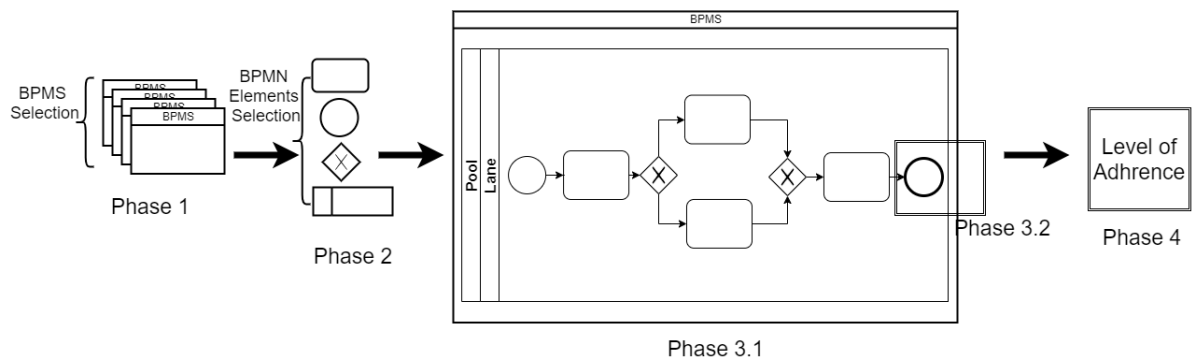 BPMS
Selection
BPMS
BPMS
BPMS
BPMS
Phase 1
BPMN
Elements
Selection
X
Phase 2
BPMS
Pool
Lane
X
X
Phase 3.1
Phase 3.2
Level of
Adhrence
Phase 4